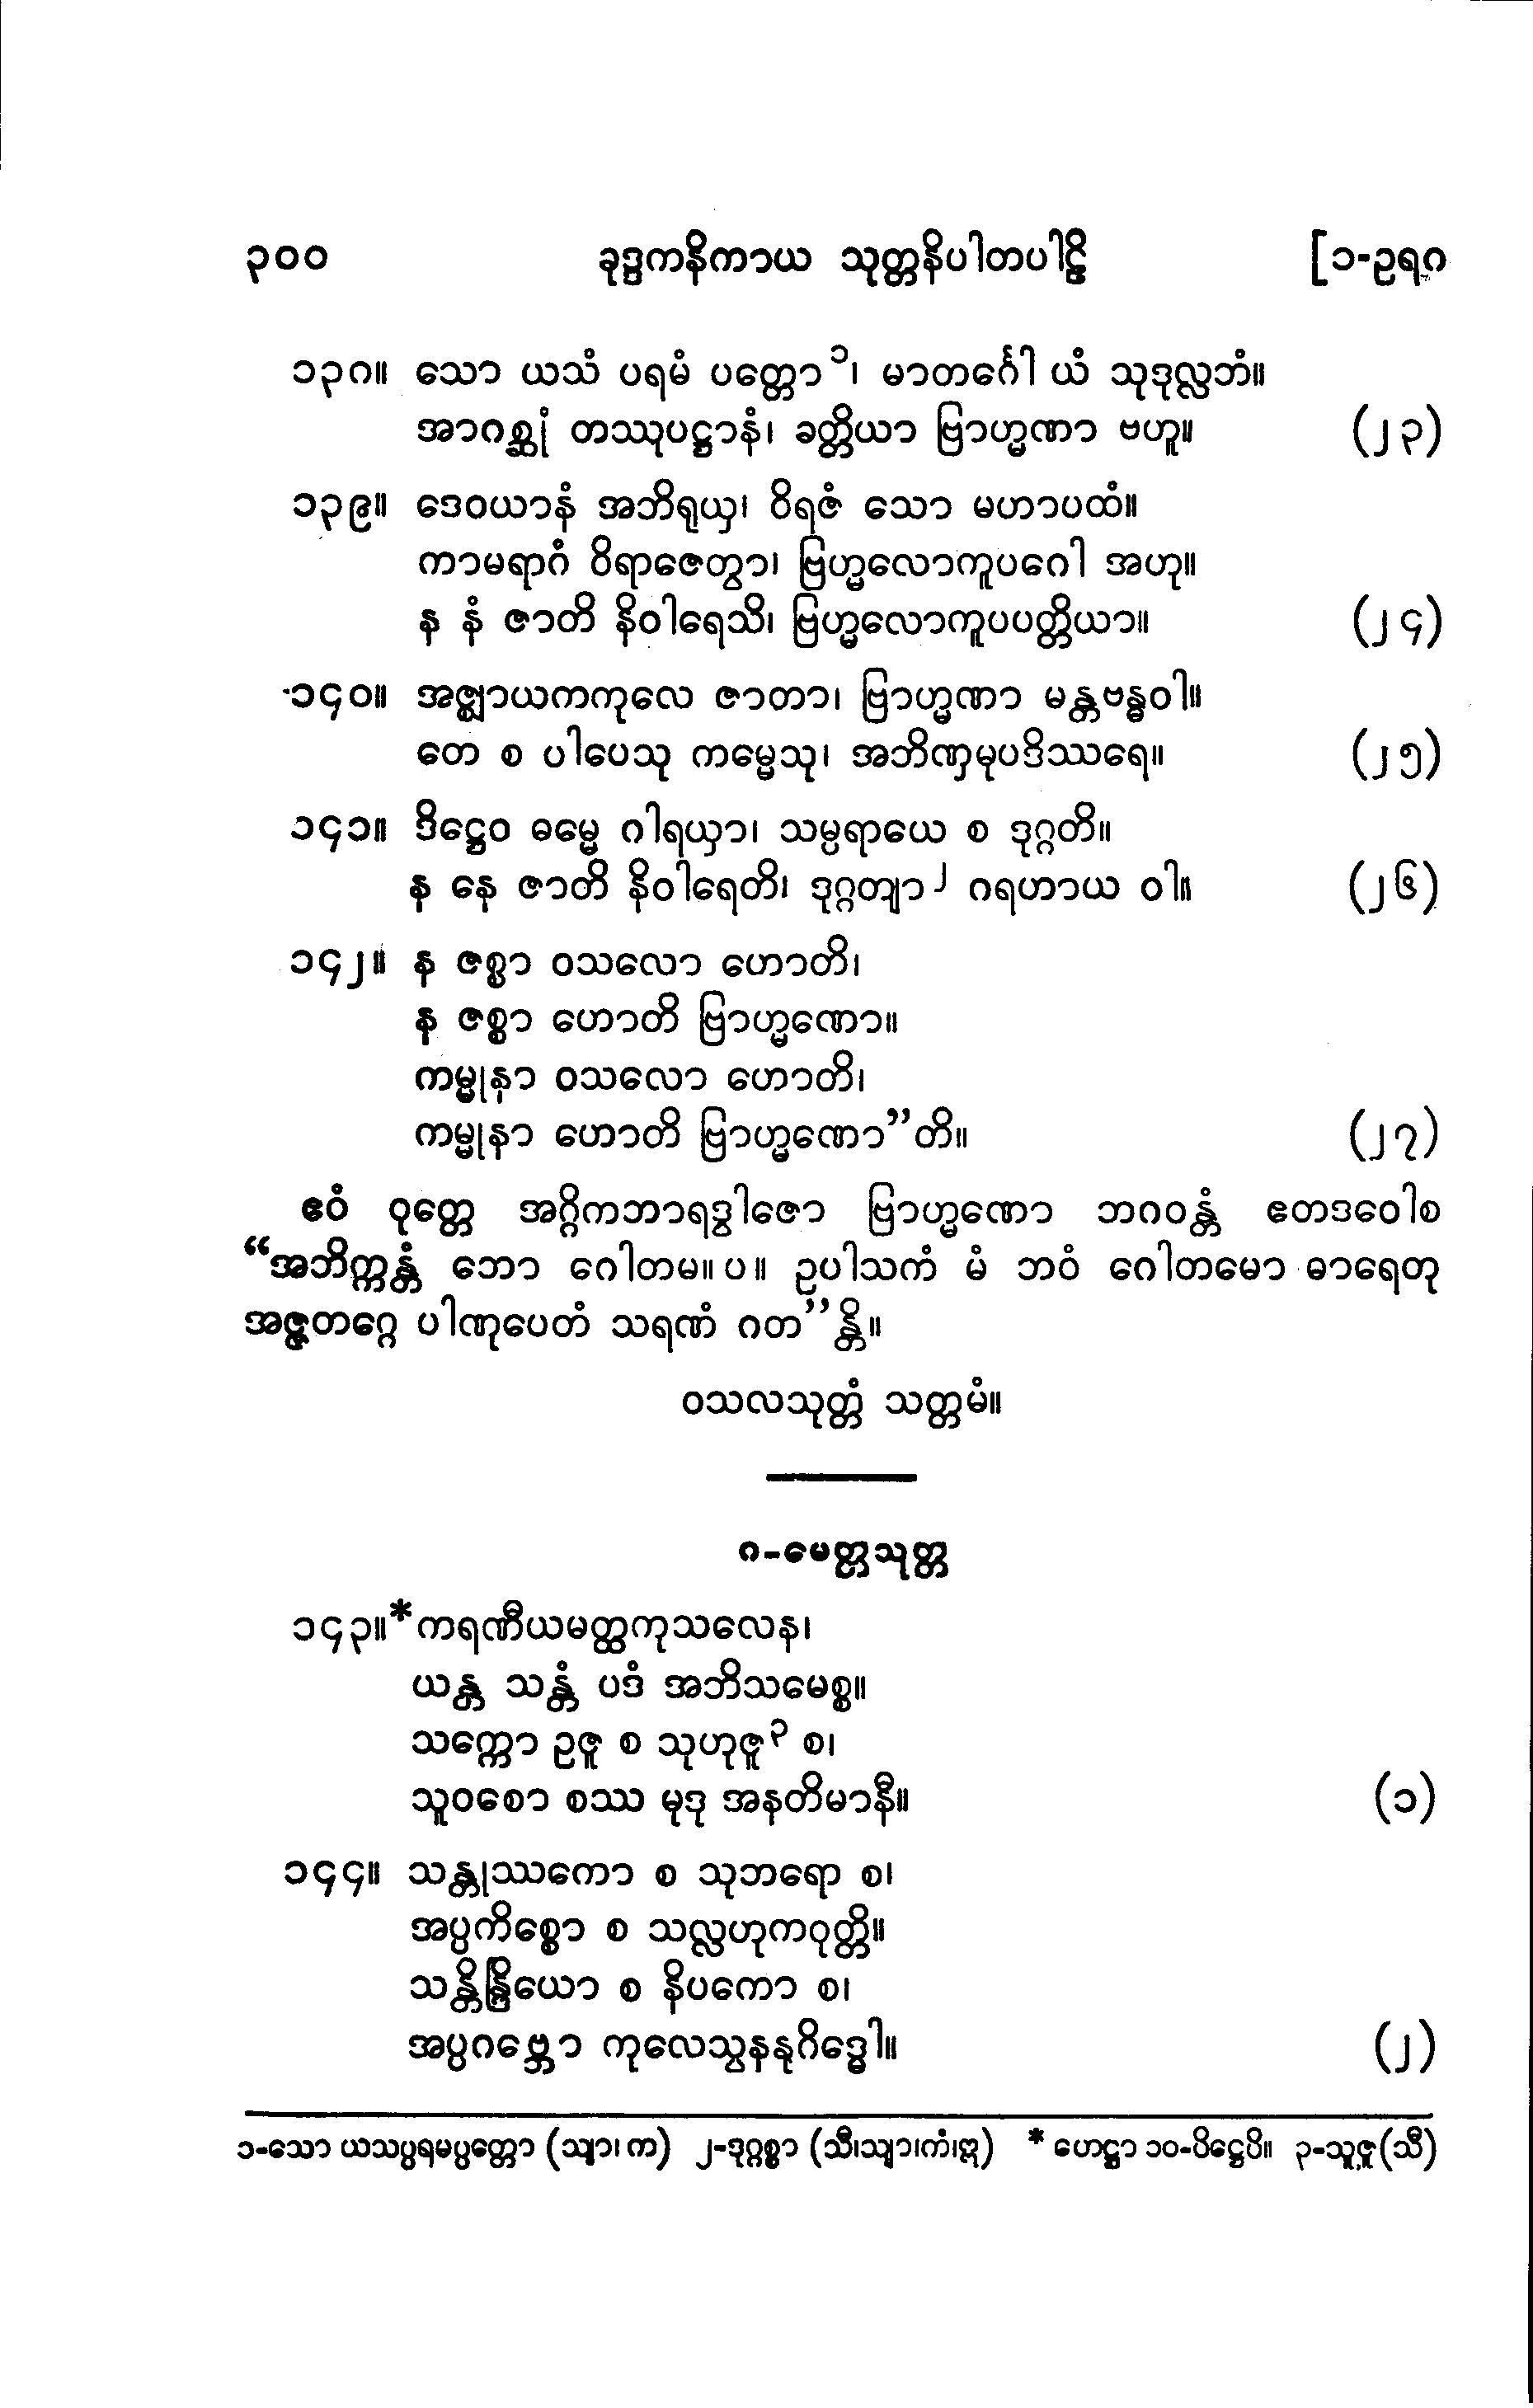 ၃၀၀ ခုဒ္ဒကနိကာယ သုတ္တနိပါတပါဠိ [၁-ဥရဂ
၁၃ဂ။ သော ယသံ ပရမံ ပတ္တော ၁၊ မာတင်္ဂေါ ယံ သုဒုလ္လဘံ။
အာဂစ္ဆုံ တဿုပဋ္ဌာနံ၊ ခတ္တိယာ ဗြာဟ္မဏာ ဗဟူ။ (၂၃)
၁၃၉။ ဒေဝယာနံ အဘိရုယှ၊ ဝိရဇံ သော မဟာပထံ။
ကာမရာဂံ ဝိရာဇေတွာ၊ ဗြဟ္မလောကူပဂေါ အဟု။
န နံ ဇာတိ နိဝါရေသိ၊ ဗြဟ္မလောကူပပတ္တိယာ။ (၂၄)
၁၄၀။ အဇ္ဈာယကကုလေ ဇာတာ၊ ဗြာဟ္မဏာ မန္တဗန္ဓဝါ။
တေ စ ပါပေသု ကမ္မေသု၊ အဘိဏှမုပဒိဿရေ။ (၂၅)
၁၄၁။ ဒိဋ္ဌေဝ ဓမ္မေ ဂါရယှာ၊ သမ္ပရာယေ စ ဒုဂ္ဂတိ။
န နေ ဇာတိ နိဝါရေတိ၊ ဒုဂ္ဂတျာ ၂ ဂရဟာယ ဝါ။ (၂၆)
၁၄၂။ န ဇစ္စာ ဝသလော ဟောတိ၊
န ဇစ္စာ ဟောတိ ဗြာဟ္မဏော။
ကမ္မုနာ ဝသလော ဟောတိ၊
ကမ္မုနာ ဟောတိ ဗြာဟ္မဏော”တိ။ (၂၇)
ဧဝံ ဝုတ္တေ အဂ္ဂိကဘာရဒွါဇော ဗြာဟ္မဏော ဘဂဝန္တံ ဧတဒဝေါစ
“အဘိက္ကန္တံ ဘော ဂေါတမ။ ပ။ ဥပါသကံ မံ ဘဝံ ဂေါတမော ဓာရေတု
အဇ္ဇတဂ္ဂေ ပါဏုပေတံ သရဏံ ဂတ”န္တိ။
ဝသလသုတ္တံ သတ္တမံ။
ဂ-မေတ္တသုတ္တ
၁၄၃။ *ကရဏီယမတ္ထကုသလေန၊
ယန္တ သန္တံ ပဒံ အဘိသမေစ္စ။
သက္ကော ဥဇူ စ သုဟုဇူ ၃ စ၊
သူဝစော စဿ မုဒု အနတိမာနီ။ (၁)
၁၄၄။ သန္တုဿကော စ သုဘရော စ၊
အပ္ပကိစ္စော စ သလ္လဟုကဝုတ္တိ။
သန္တိန္ဒြိယော စ နိပကော စ၊
အပ္ပဂဗ္ဘော ကုလေသွနနုဂိဒ္ဓေါ။ (၂)
၁-သော ယသပ္ပရမပ္ပတ္တော (သျာ၊ က) ၂-ဒုဂ္ဂစ္စာ (သီ၊သျာ၊ကံ၊ဣ) * ဟေဋ္ဌာ ၁၀-ပိဋ္ဌေပိ။ ၃-သူဇူ(သီ)